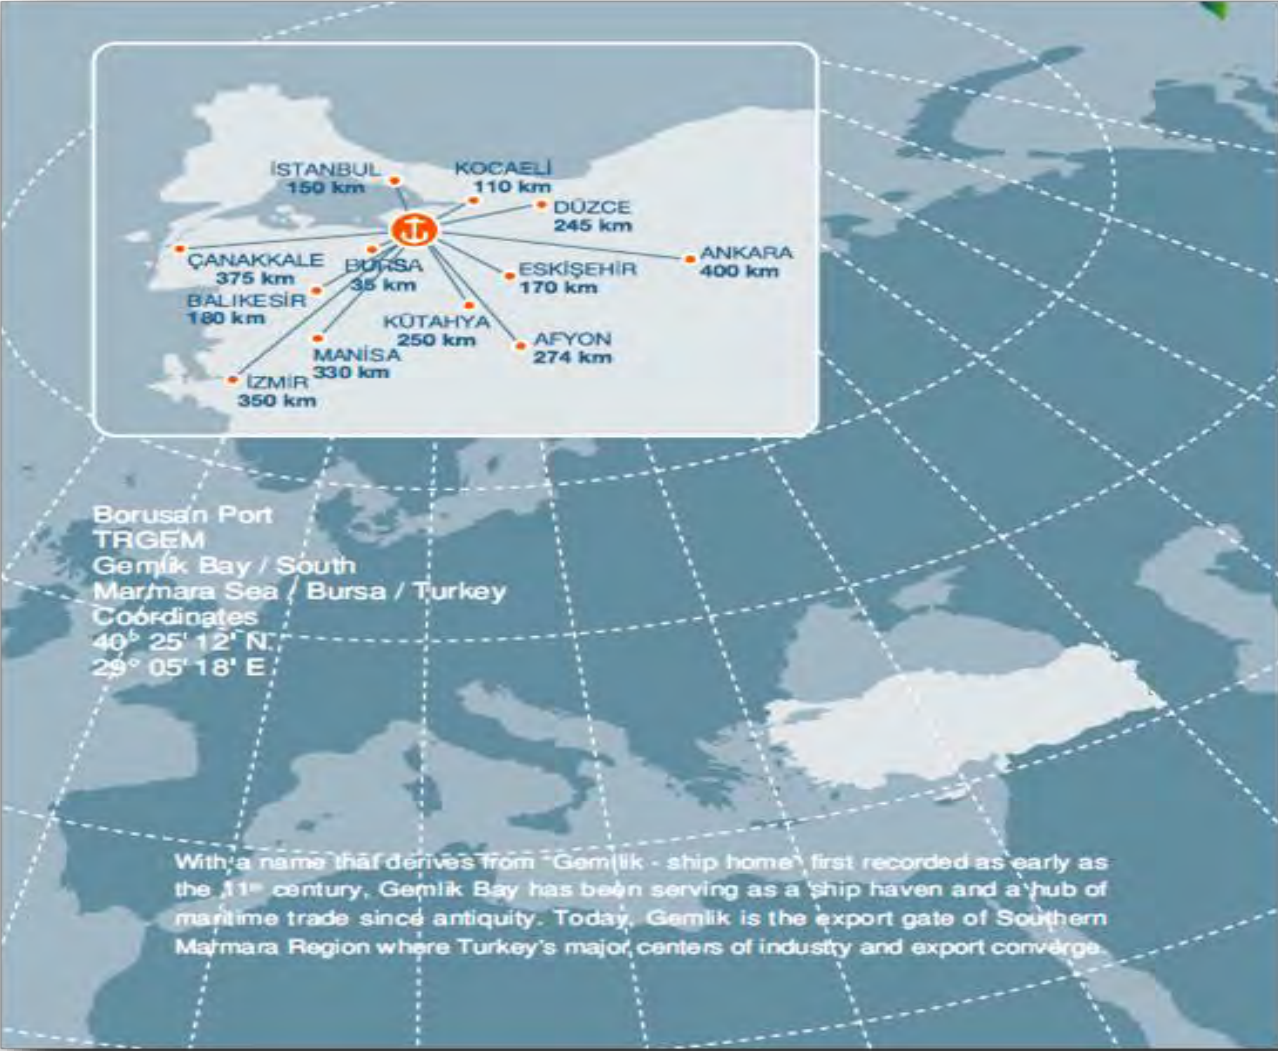 İSTANBUL
150 km
KOCAELİ
110 km
DÜZCE
245 km
ANKARA
400 km
ÇANAKKALE
375 km
BURSA
35 km
ESKİŞEHİR
170 km
BALIKESİR
180 km
KÜTAHYA
250 km
AFYON
274 km
MANİSA
330 km
İZMİR
350 km
Borusan Port
TRGEM
Gemlik Bay / South
Marmara Sea / Bursa / Turkey
Coordinates
40° 25' 12" N.
29° 05' 18" E
With a name that derives from "Gemilik - ship home" first recorded as early as
the 11th century, Gemlik Bay has been serving as a ship haven and a hub of
maritime trade since antiquity. Today, Gemlik is the export gate of Southern
Marmara Region where Turkey's major centers of industry and export converge.